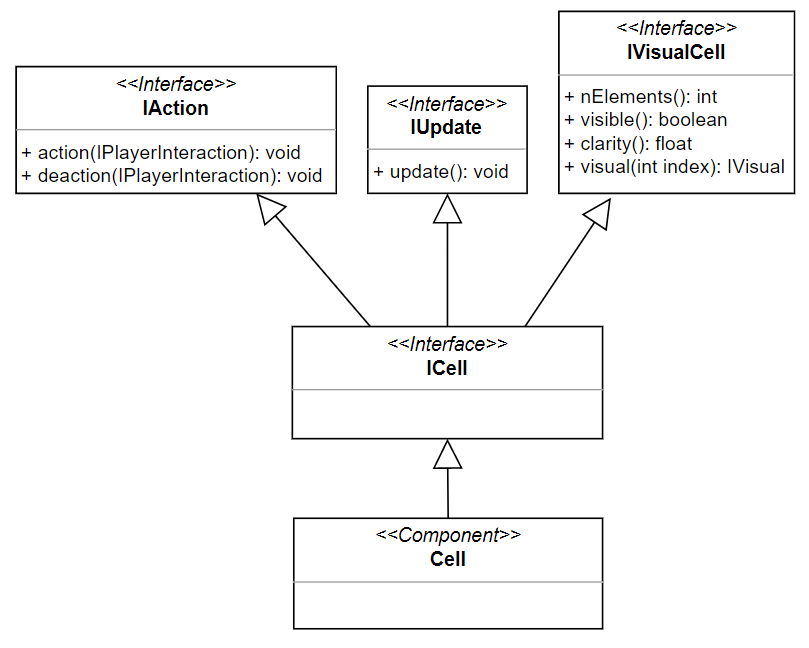 <<Interface>>
IAction
+ action(IPlayerInteraction): void
+ deaction(IPlayerInteraction): void
<<Interface>>
IUpdate
+ update(): void
<<Interface>>
IVisualCell
+ nElements(): int
+ visible(): boolean
+ clarity(): float
+ visual(int index): IVisual
<<Interface>>
ICell
<<Component>>
Cell